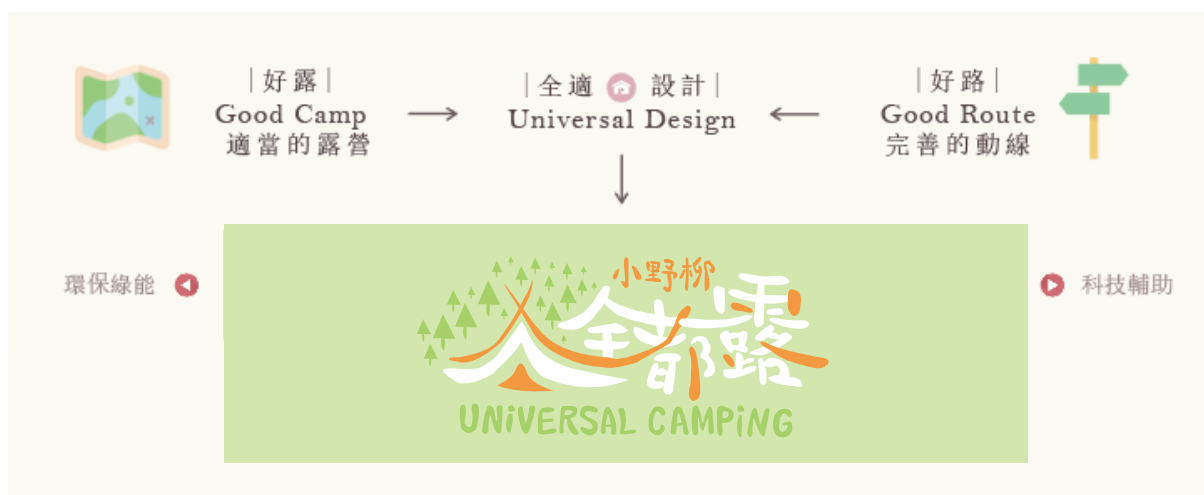 |好露|
Good Camp
適當的露營
|全適設計|
Universal Design
|好路|
Good Route
完善的動線
環保綠能
小野柳
全都露
UNiVERSAL CAMPiNG
科技輔助